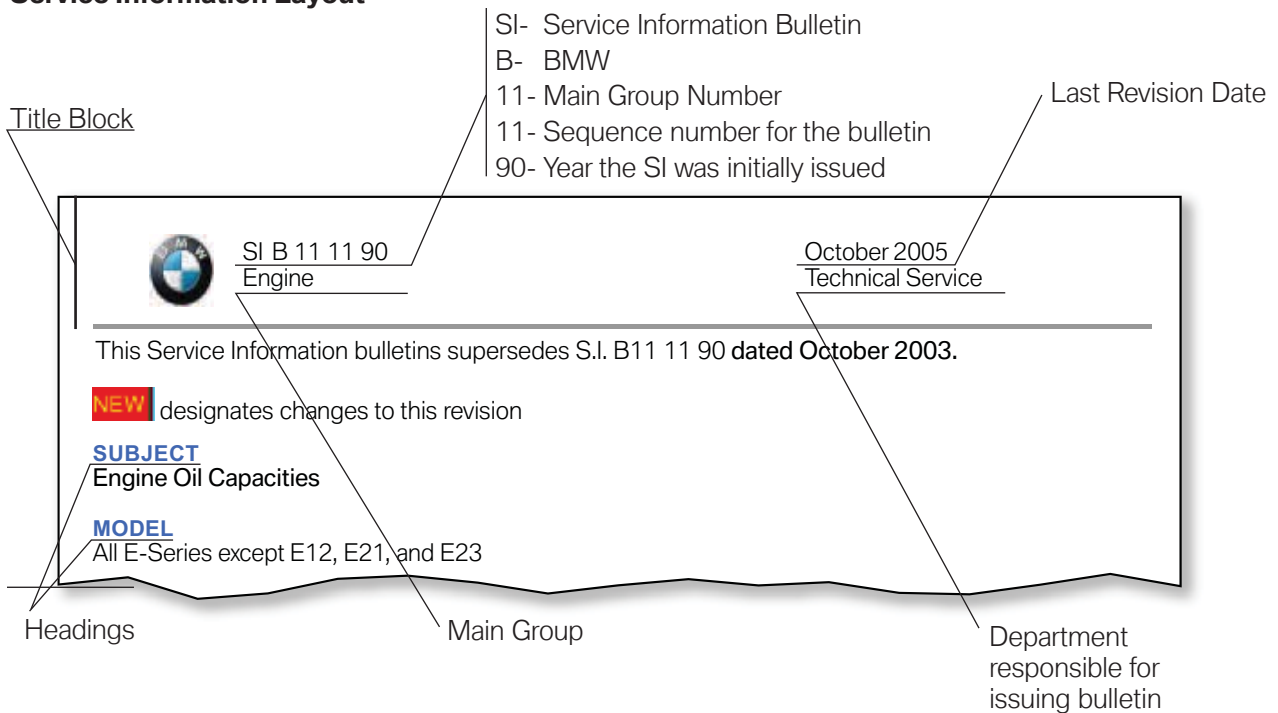 Service Information Layout
SI- Service Information Bulletin
B- BMW
11- Main Group Number
11- Sequence number for the bulletin
90- Year the SI was initially issued
Last Revision Date
Title Block
BMW
SI B 11 11 90
Engine
October 2005
Technical Service
This Service Information bulletins supersedes S.I. B11 11 90 dated October 2003.
NEW designates changes to this revision
SUBJECT
Engine Oil Capacities
MODEL
All E-Series except E12, E21, and E23
Headings
Main Group
Department
responsible for
issuing bulletin